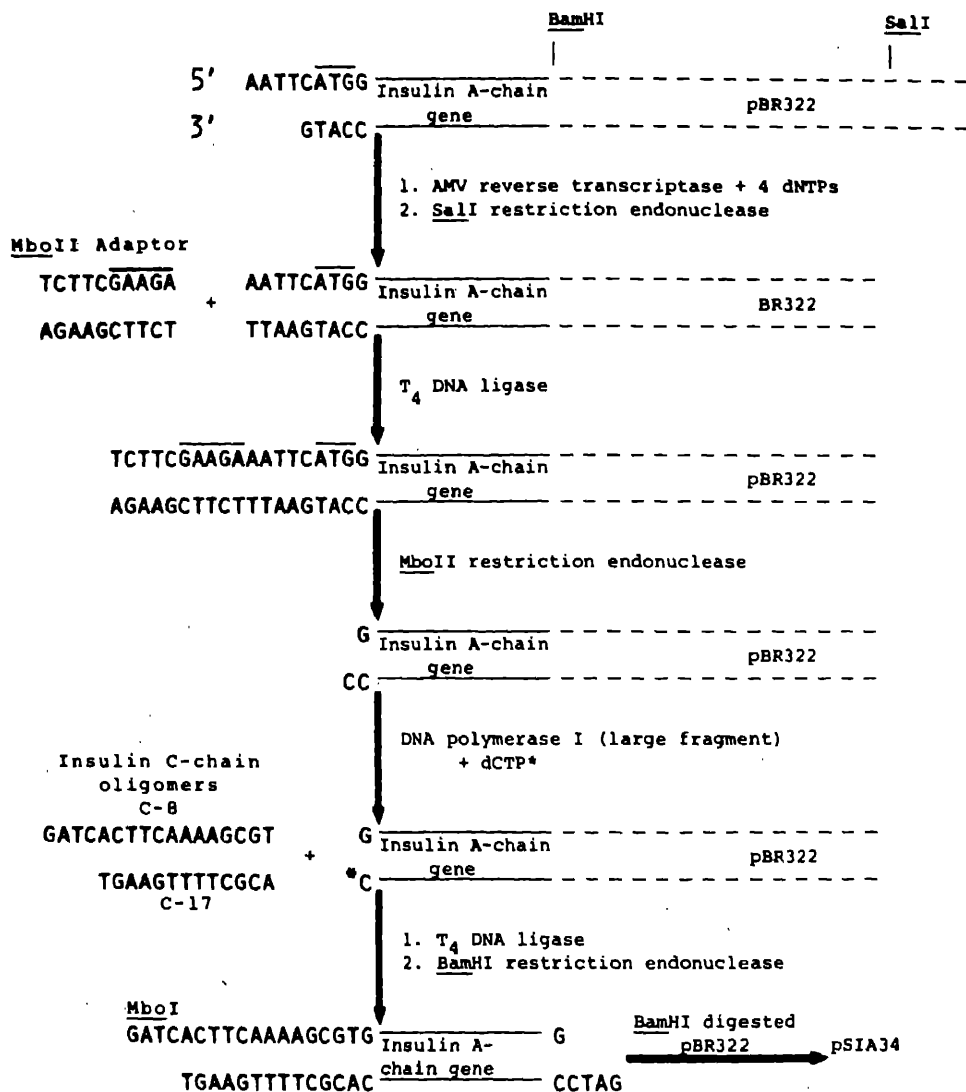 BamHI SalI
5' AATTCATGG
Insulin A-chain
gene
pBR322
3' GTACC
1. AMV reverse transcriptase + 4 dNTPs
2. SalI restriction endonuclease
MboII Adaptor
TCTTCGAAGA + AATTCATGG
Insulin A-chain
gene
BR322
AGAAGCTTCT TTAAGTACC
T4 DNA ligase
TCTTCGAAGAAATTCATGG
Insulin A-chain
gene
pBR322
AGAAGCTTCTTTAAGTACC
MboII restriction endonuclease
G
Insulin A-chain
gene
pBR322
CC
DNA polymerase I (large fragment)
+ dCTP*
Insulin C-chain
oligomers
C-8
GATCACTTCAAAAGCGT + G
Insulin A-chain
gene
pBR322
TGAAGTTTTCGCA *C
C-17
1. T4 DNA ligase
2. BamHI restriction endonuclease
MboI
GATCACTTCAAAAGCGTG G
Insulin A-
chain gene
TGAAGTTTTCGCAC CCTAG
BamHI digested
pBR322 pSIA34